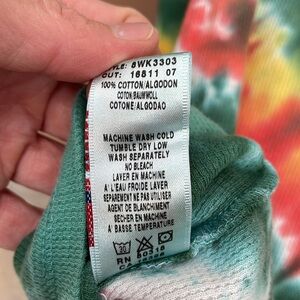 STYLE: 8WK3303
CUT: 16811 07
100% COTTON/ALGODON
COTON/BAUMWOLL
COTONE/ALGODAO
MACHINE WASH COLD
TUMBLE DRY LOW
WASH SEPARATELY
NO BLEACH
LAVER EN MACHINE
A L'EAU FROIDE LAVER
SEPAREMENT NE PAS UTILISER
AGENT DE BLANCHIMENT
SECHER EN MACHINE
A BASSE TEMPERATURE
30
RN
CA